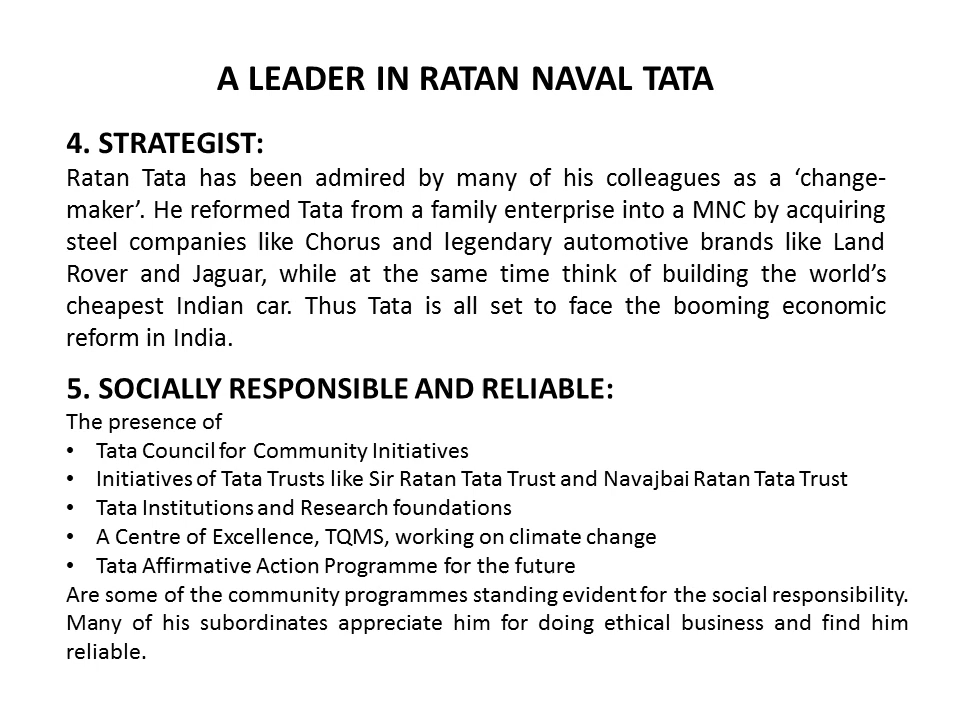 A LEADER IN RATAN NAVAL TATA
4. STRATEGIST:
Ratan Tata has been admired by many of his colleagues as a ‘change-
maker’. He reformed Tata from a family enterprise into a MNC by acquiring
steel companies like Chorus and legendary automotive brands like Land
Rover and Jaguar, while at the same time think of building the world’s
cheapest Indian car. Thus Tata is all set to face the booming economic
reform in India.
5. SOCIALLY RESPONSIBLE AND RELIABLE:
The presence of
• Tata Council for Community Initiatives
• Initiatives of Tata Trusts like Sir Ratan Tata Trust and Navajbai Ratan Tata Trust
• Tata Institutions and Research foundations
• A Centre of Excellence, TQMS, working on climate change
• Tata Affirmative Action Programme for the future
Are some of the community programmes standing evident for the social responsibility.
Many of his subordinates appreciate him for doing ethical business and find him
reliable.